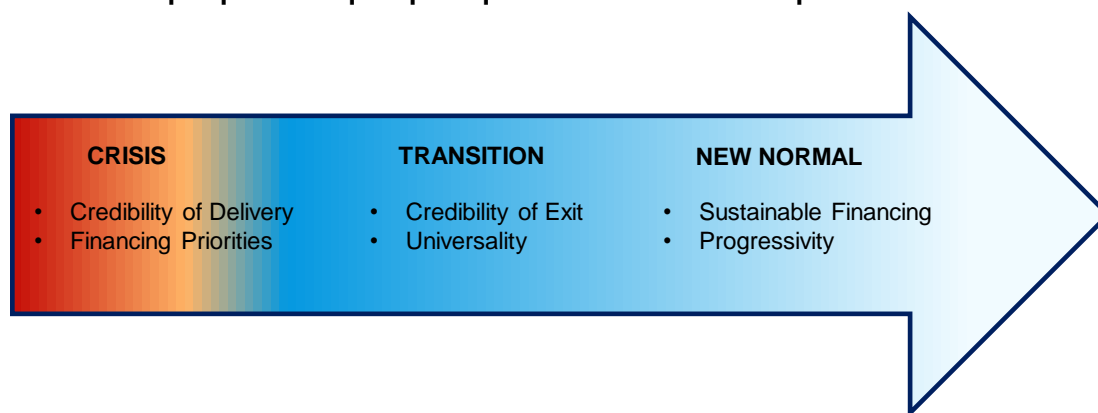 CRISIS
• Credibility of Delivery
• Financing Priorities
TRANSITION
• Credibility of Exit
• Universality
NEW NORMAL
• Sustainable Financing
• Progressivity